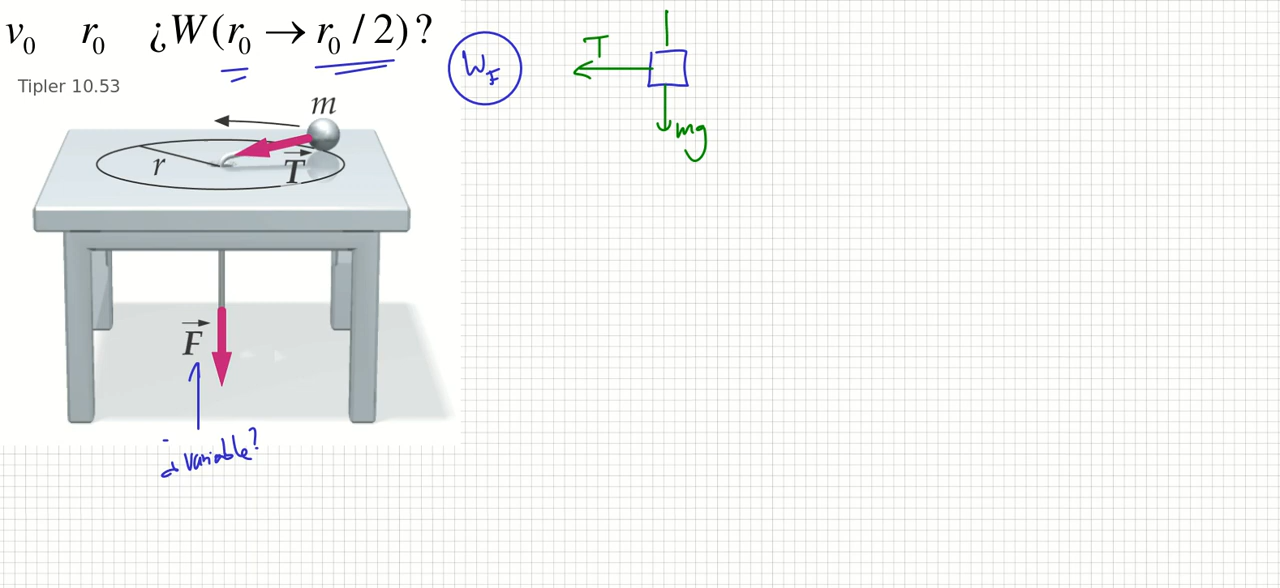 v₀ r₀ ¿W(r₀ → r₀ / 2)?
Tipler 10.53
W_F
T
mg
m
r
T
F
¿ variable?